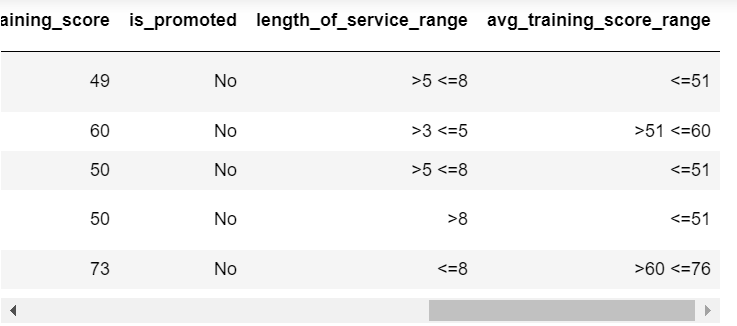 aining_score is_promoted length_of_service_range avg_training_score_range
49 No >5 <=8 <=51
60 No >3 <=5 >51 <=60
50 No >5 <=8 <=51
50 No >8 <=51
73 No <=8 >60 <=76